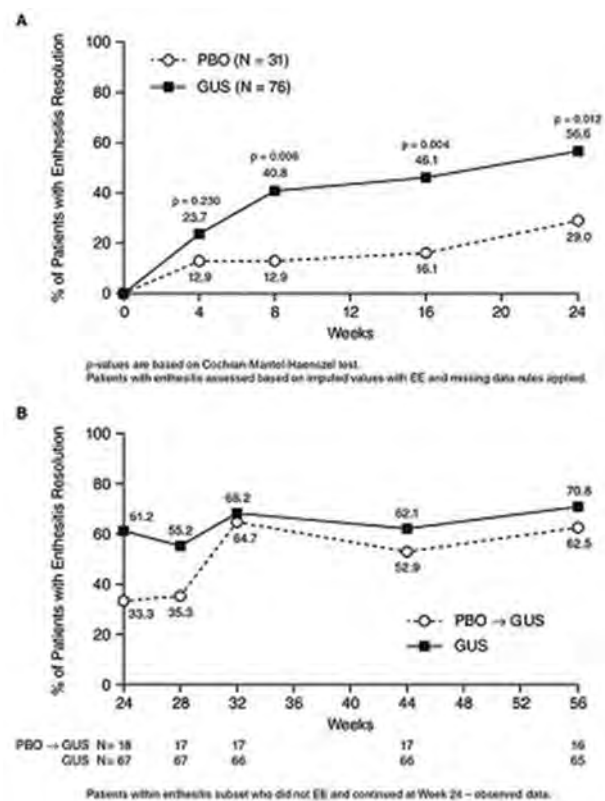 A
% of Patients with Enthesitis Resolution
100
80
60
40
20
0
PBO (N = 31)
GUS (N = 76)
p = 0.230
23.7
p = 0.006
40.8
p = 0.004
46.1
p = 0.012
56.6
12.9
12.9
16.1
29.0
0 4 8 12 16 20 24
Weeks
p-values are based on Cochran-Mantel-Haenszel test.
Patients with enthesitis assessed based on imputed values with EE and missing data rules applied.
B
% of Patients with Enthesitis Resolution
100
80
60
40
20
0
61.2
55.2
68.2
62.1
70.8
33.3
35.3
64.7
52.9
62.5
PBO → GUS
GUS
24 28 32 36 40 44 48 52 56
Weeks
PBO → GUS N = 18 17 17 17 16
GUS N = 67 67 66 66 65
Patients within enthesitis subset who did not EE and continued at Week 24 – observed data.